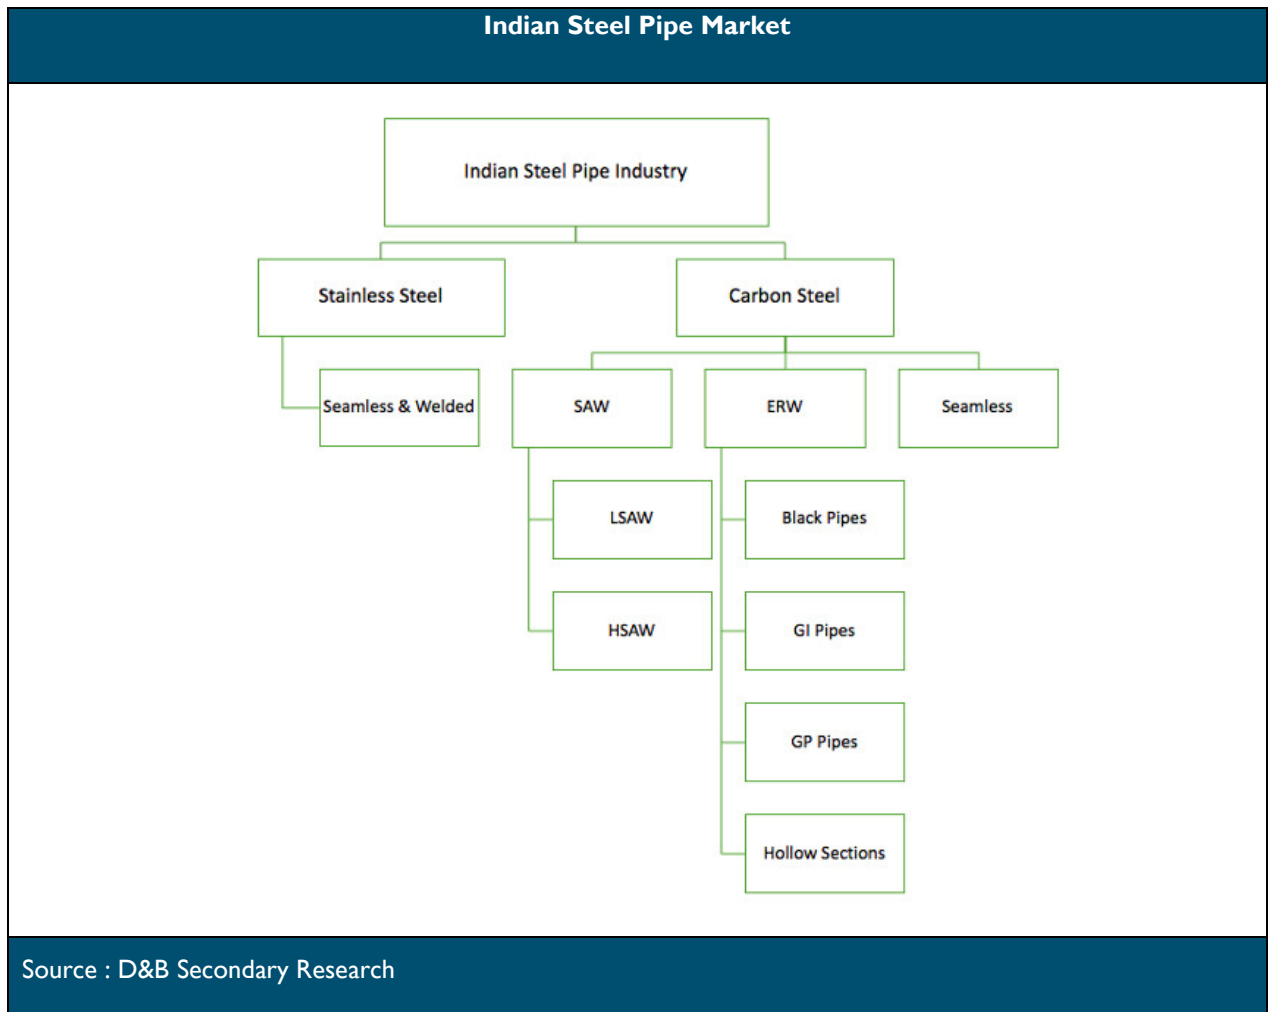 Indian Steel Pipe Market
Indian Steel Pipe Industry
Stainless Steel
Carbon Steel
Seamless & Welded
SAW
ERW
Seamless
LSAW
Black Pipes
HSAW
GI Pipes
GP Pipes
Hollow Sections
Source : D&B Secondary Research